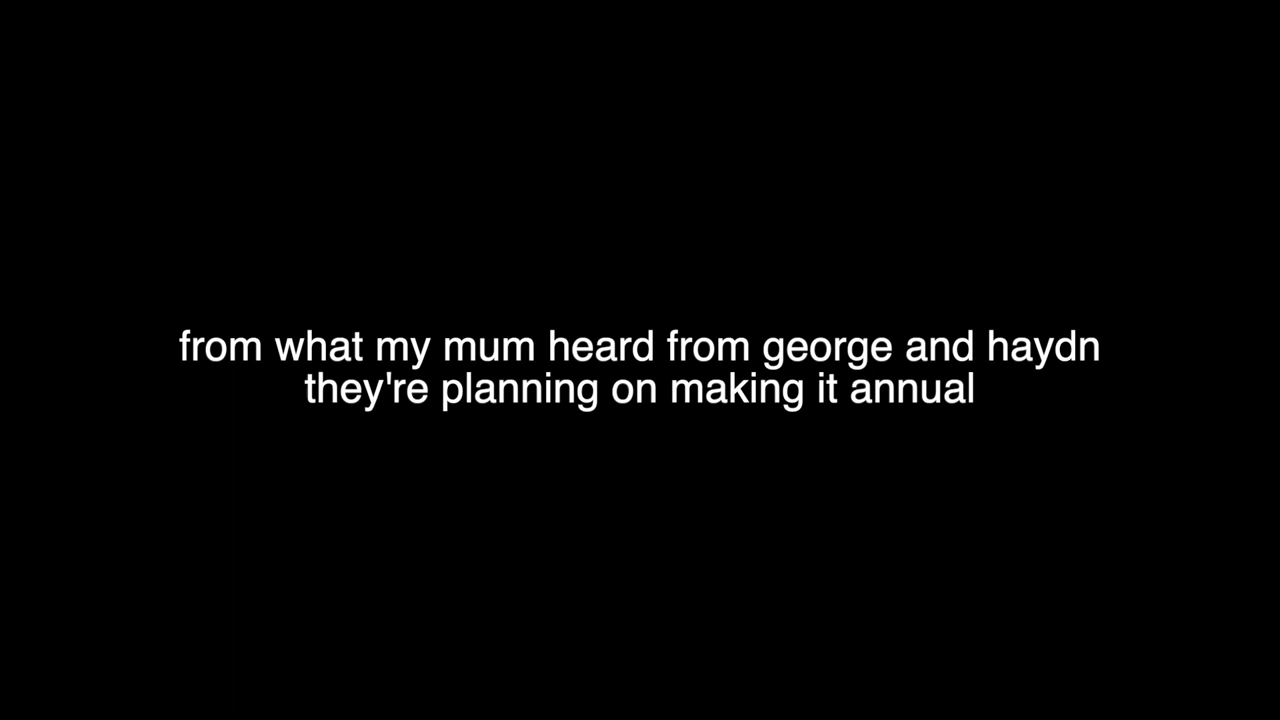 from what my mum heard from george and haydn
they're planning on making it annual